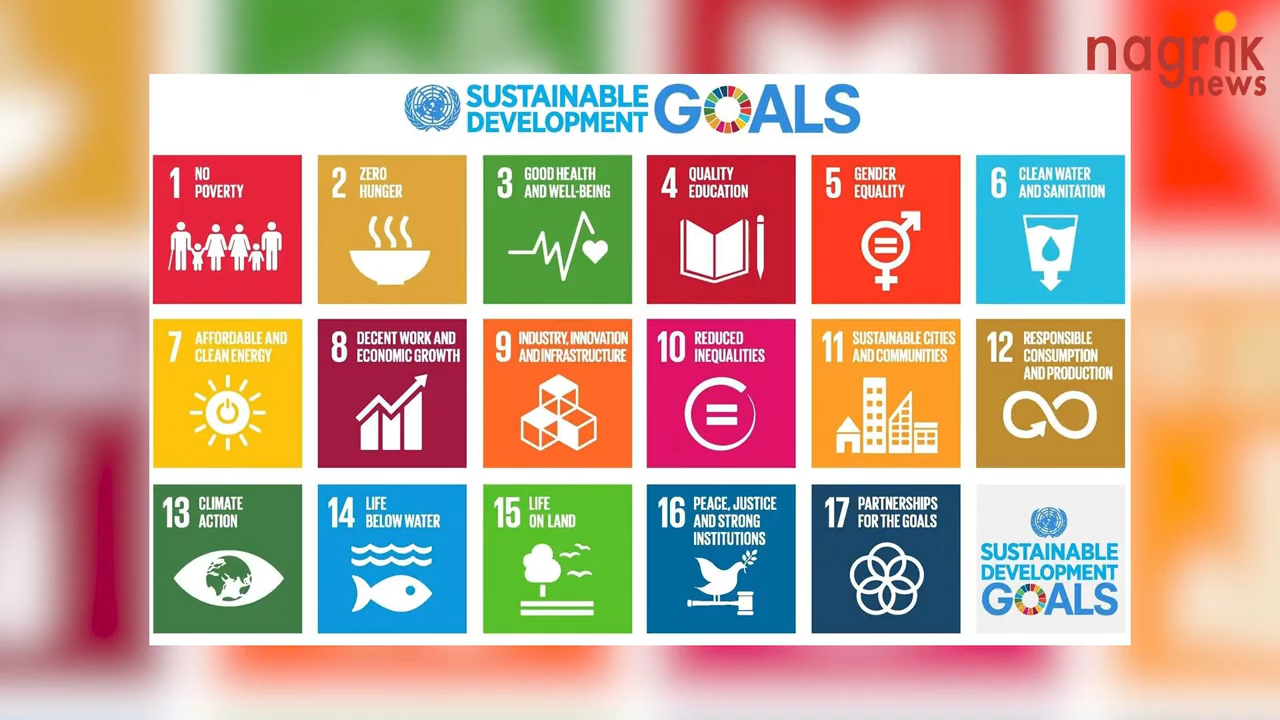 nagrik
news
SUSTAINABLE
DEVELOPMENT
GOALS
1 NO
POVERTY
2 ZERO
HUNGER
3 GOOD HEALTH
AND WELL-BEING
4 QUALITY
EDUCATION
5 GENDER
EQUALITY
6 CLEAN WATER
AND SANITATION
7 AFFORDABLE AND
CLEAN ENERGY
8 DECENT WORK AND
ECONOMIC GROWTH
9 INDUSTRY, INNOVATION
AND INFRASTRUCTURE
10 REDUCED
INEQUALITIES
11 SUSTAINABLE CITIES
AND COMMUNITIES
12 RESPONSIBLE
CONSUMPTION
AND PRODUCTION
13 CLIMATE
ACTION
14 LIFE
BELOW WATER
15 LIFE
ON LAND
16 PEACE, JUSTICE
AND STRONG
INSTITUTIONS
17 PARTNERSHIPS
FOR THE GOALS
SUSTAINABLE
DEVELOPMENT
GOALS